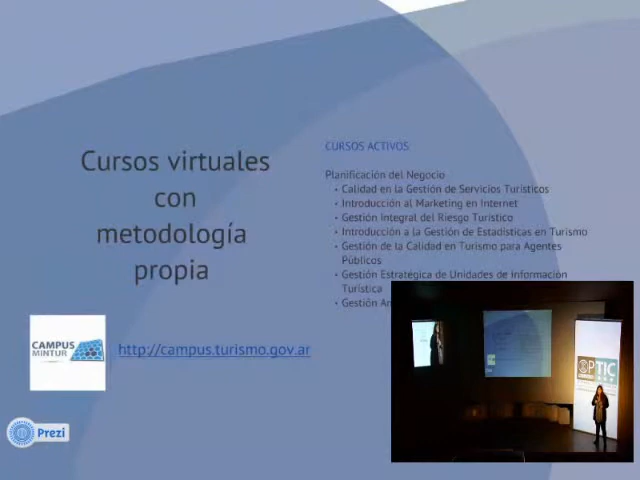 Cursos virtuales
con
metodología
propia
CAMPUS
MINTUR
http://campus.turismo.gov.ar
Prezi
CURSOS ACTIVOS
Planificación del Negocio
• Calidad en la Gestión de Servicios Turísticos
• Introducción al Marketing en Internet
• Gestión Integral del Riesgo Turístico
• Introducción a la Gestión de Estadísticas en Turismo
• Gestión de la Calidad en Turismo para Agentes
Públicos
• Gestión Estratégica de Unidades de Información
Turística
• Gestión
OPTIC